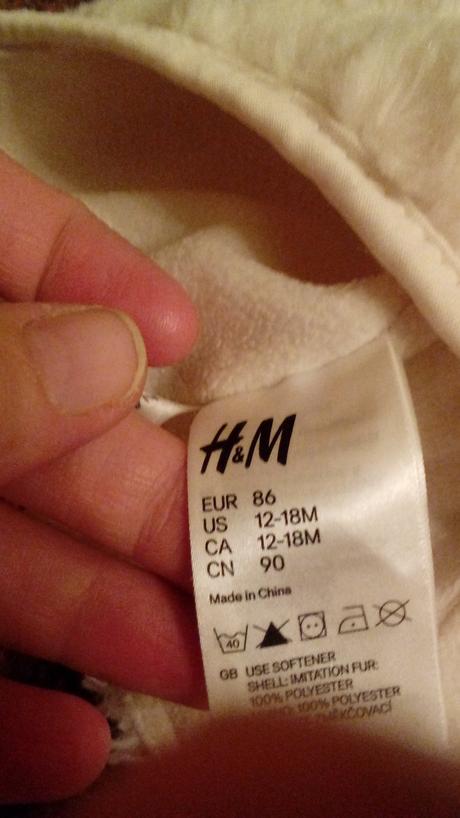 H&M
EUR 86
US 12-18M
CA 12-18M
CN 90
Made in China
40
GB USE SOFTENER
SHELL: IMITATION FUR:
100% POLYESTER
100% POLYESTER